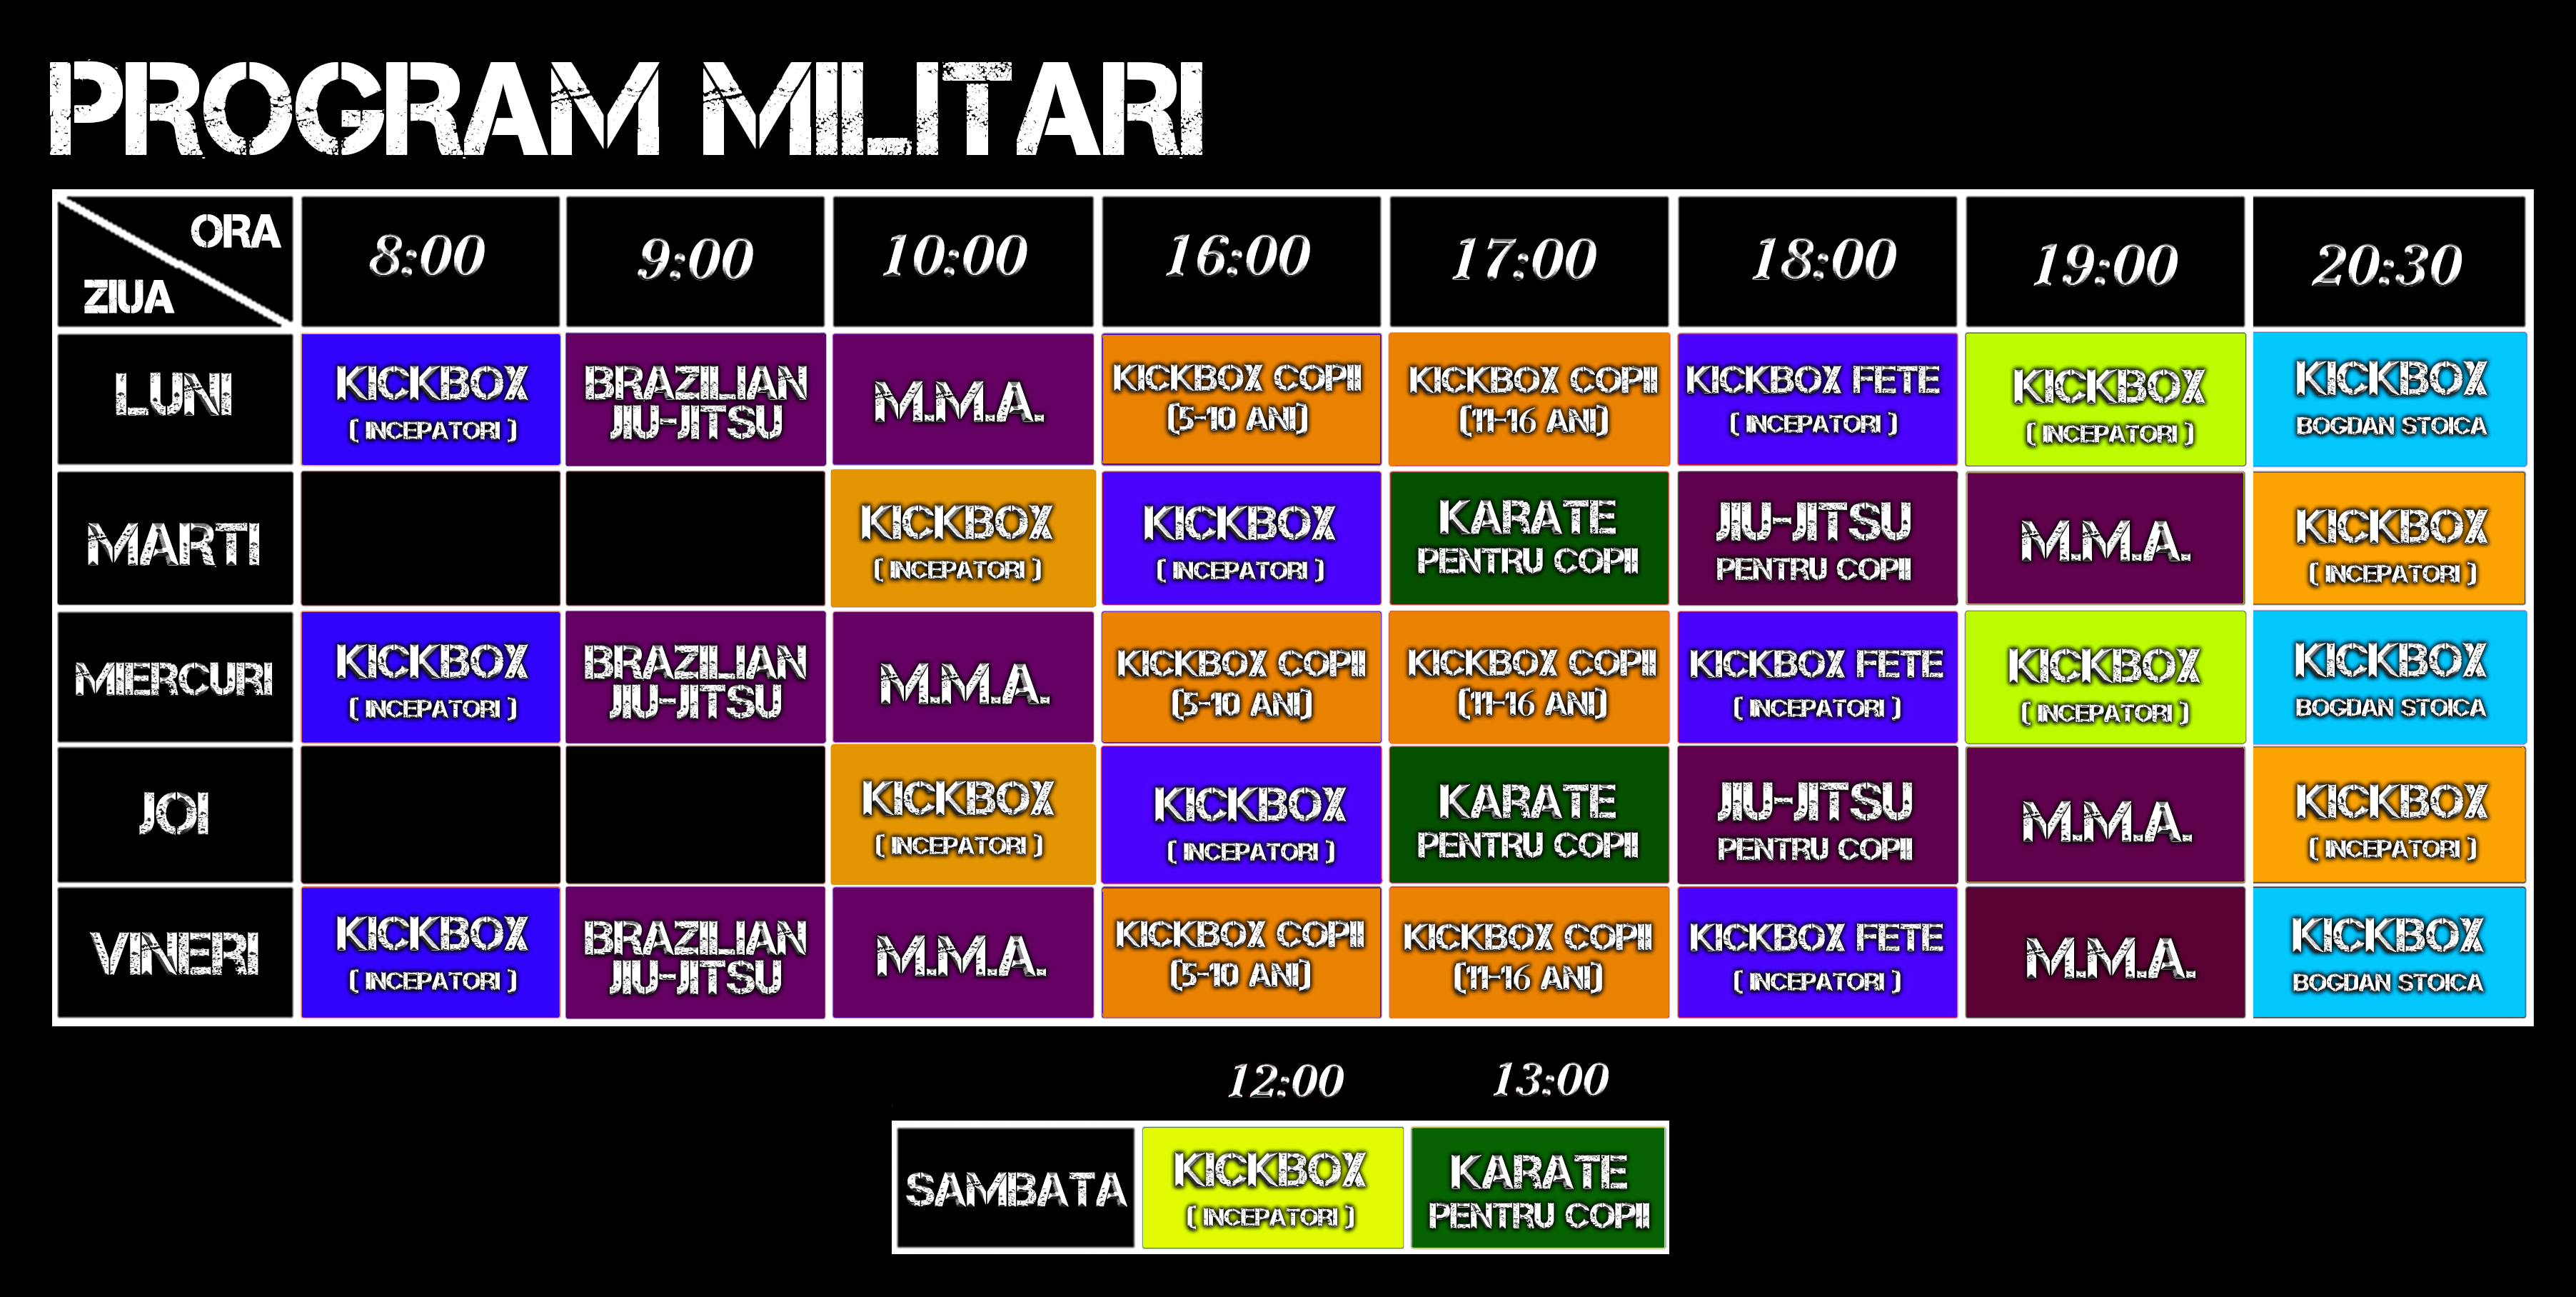 PROGRAM MILITARI
ORA
ZIUA
8:00 9:00 10:00 16:00 17:00 18:00 19:00 20:30
LUNI
KICKBOX
( INCEPATORI )
BRAZILIAN
JIU-JITSU
M.M.A.
KICKBOX COPII
(5-10 ANI)
KICKBOX COPII
(11-16 ANI)
KICKBOX FETE
( INCEPATORI )
KICKBOX
( INCEPATORI )
KICKBOX
BOGDAN STOICA
MARTI
KICKBOX
( INCEPATORI )
KICKBOX
( INCEPATORI )
KARATE
PENTRU COPII
JIU-JITSU
PENTRU COPII
M.M.A.
KICKBOX
( INCEPATORI )
MIERCURI
KICKBOX
( INCEPATORI )
BRAZILIAN
JIU-JITSU
M.M.A.
KICKBOX COPII
(5-10 ANI)
KICKBOX COPII
(11-16 ANI)
KICKBOX FETE
( INCEPATORI )
KICKBOX
( INCEPATORI )
KICKBOX
BOGDAN STOICA
JOI
KICKBOX
( INCEPATORI )
KICKBOX
( INCEPATORI )
KARATE
PENTRU COPII
JIU-JITSU
PENTRU COPII
M.M.A.
KICKBOX
( INCEPATORI )
VINERI
KICKBOX
( INCEPATORI )
BRAZILIAN
JIU-JITSU
M.M.A.
KICKBOX COPII
(5-10 ANI)
KICKBOX COPII
(11-16 ANI)
KICKBOX FETE
( INCEPATORI )
M.M.A.
KICKBOX
BOGDAN STOICA
12:00 13:00
SAMBATA
KICKBOX
( INCEPATORI )
KARATE
PENTRU COPII